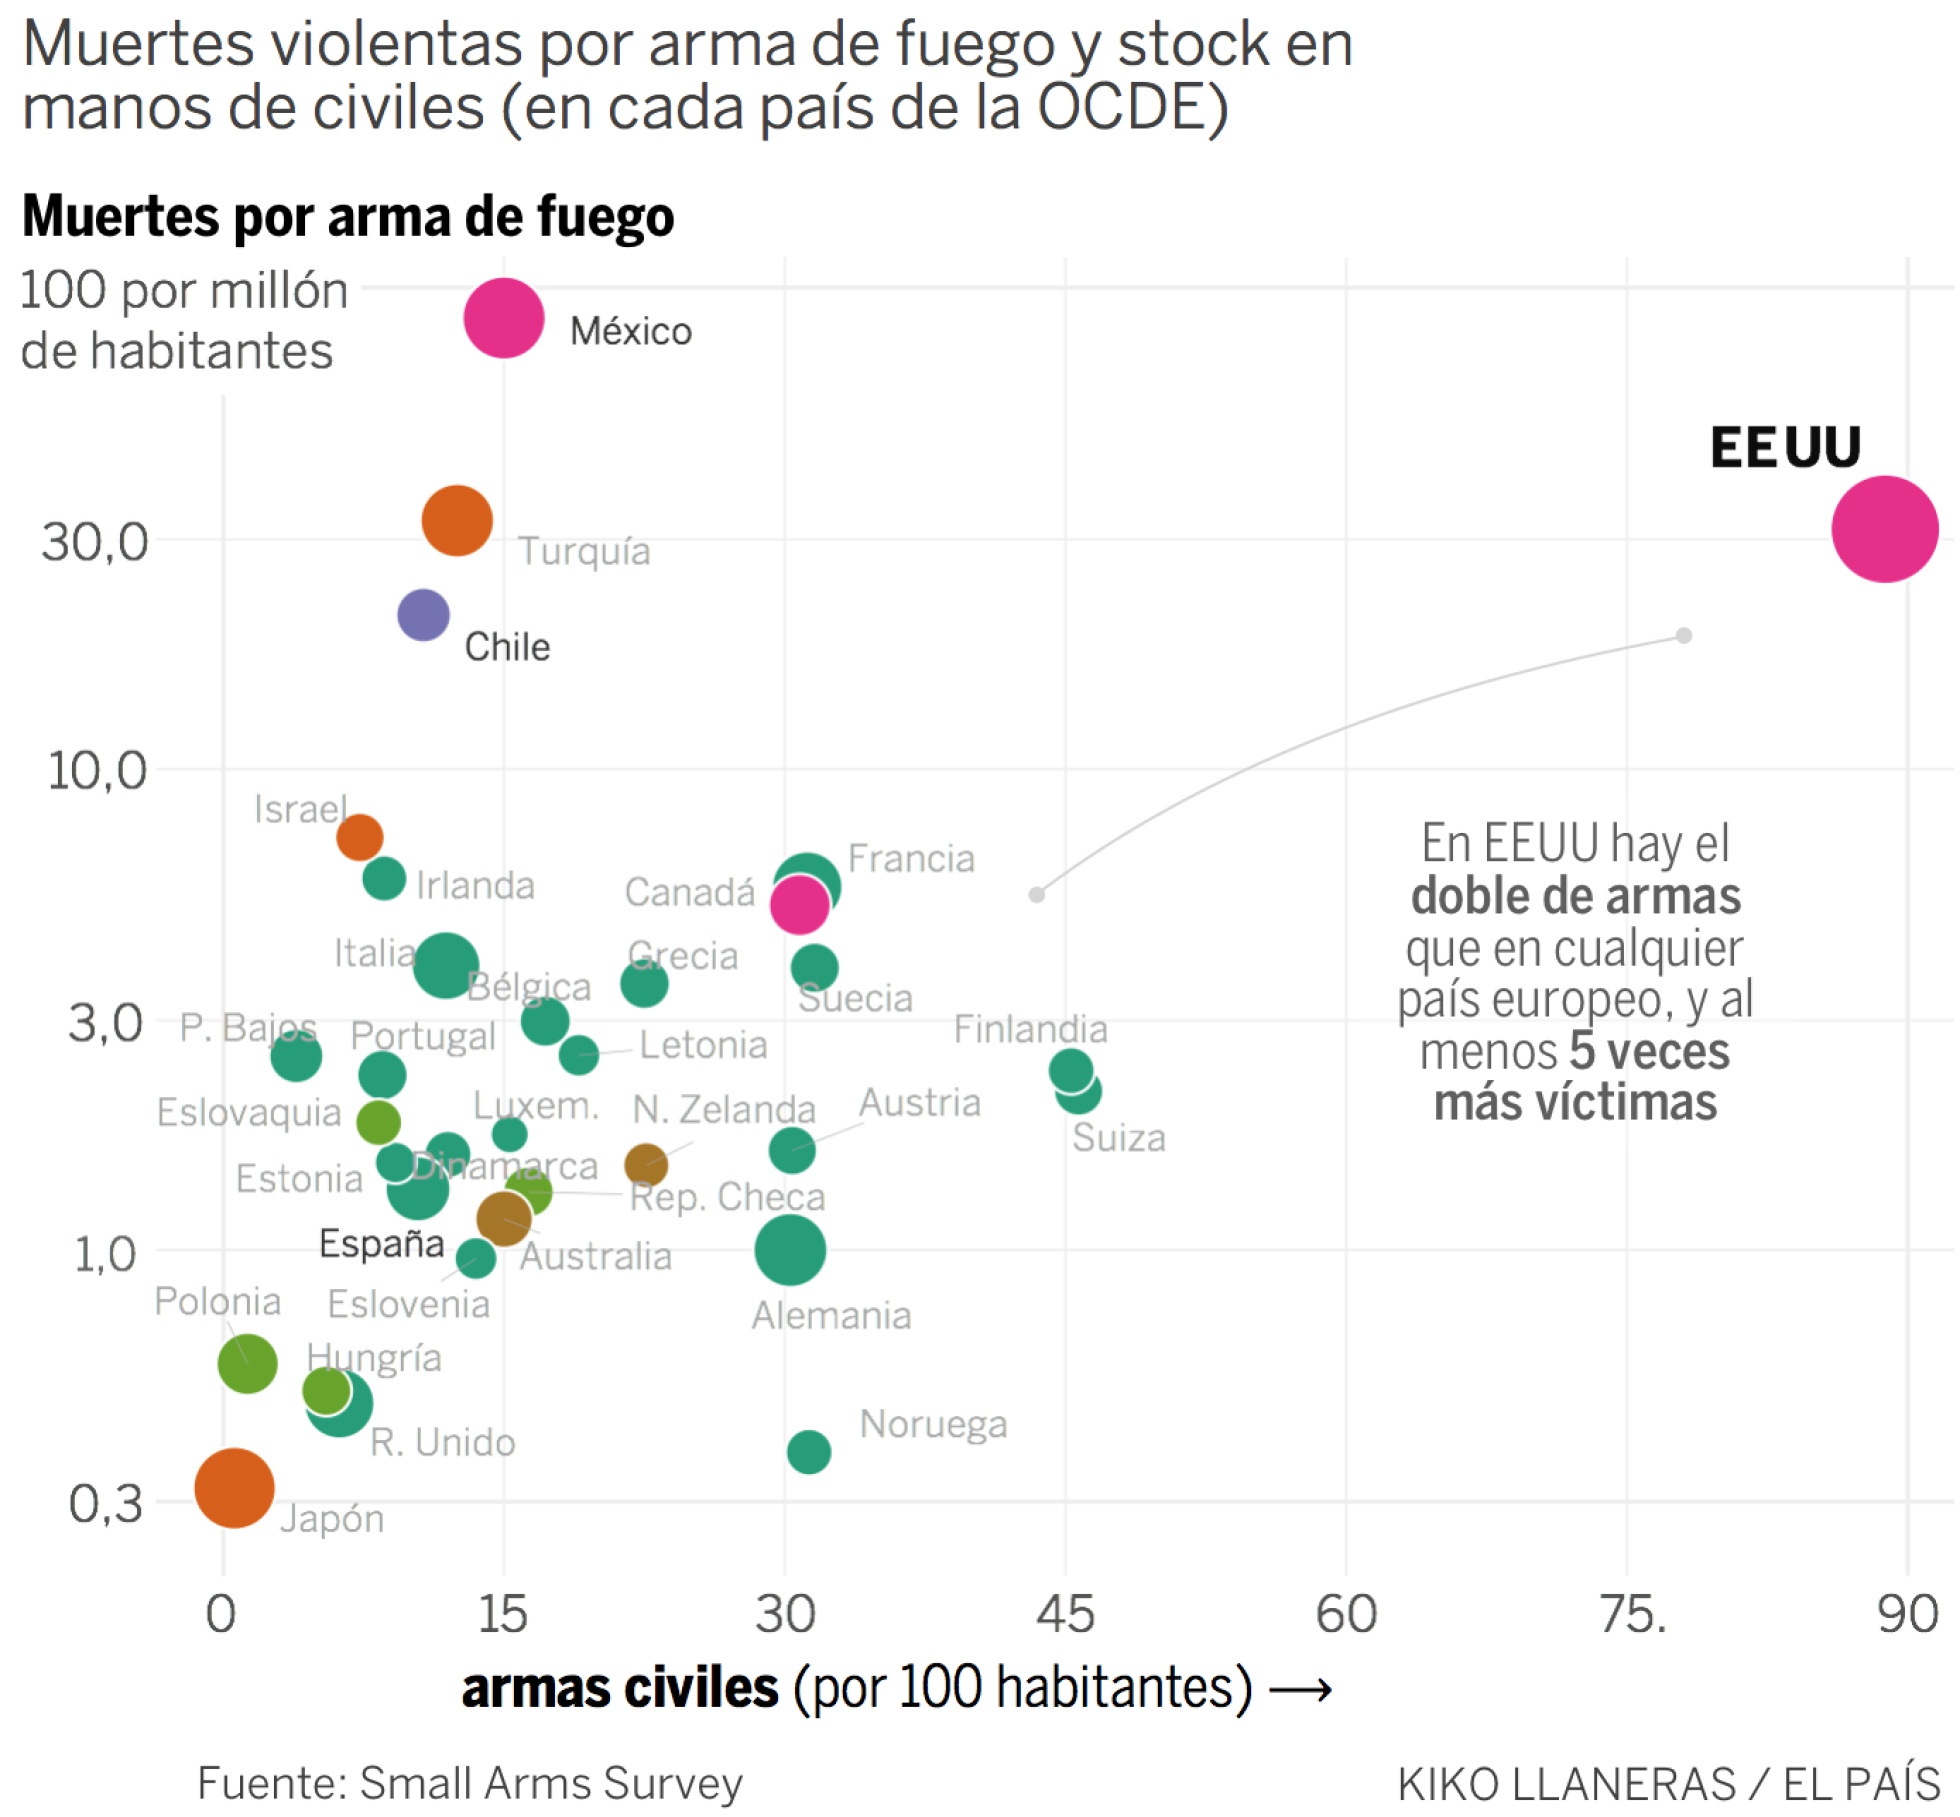 Muertes violentas por arma de fuego y stock en
manos de civiles (en cada país de la OCDE)
Muertes por arma de fuego
100 por millón
de habitantes
México
EEUU
30,0
Turquía
Chile
10,0
Israel
Irlanda
Francia
Canadá
Italia
Grecia
Bélgica
Suecia
En EEUU hay el
doble de armas
que en cualquier
país europeo, y al
menos 5 veces
más víctimas
3,0
P. Bajos
Portugal
Letonia
Finlandia
Eslovaquia
Luxem.
N. Zelanda
Austria
Suiza
Estonia
Dinamarca
Rep. Checa
España
Australia
1,0
Polonia
Eslovenia
Alemania
Hungría
R. Unido
Noruega
0,3
Japón
0
15
30
45
60
75.
90
armas civiles (por 100 habitantes) →
Fuente: Small Arms Survey
KIKO LLANERAS / EL PAÍS